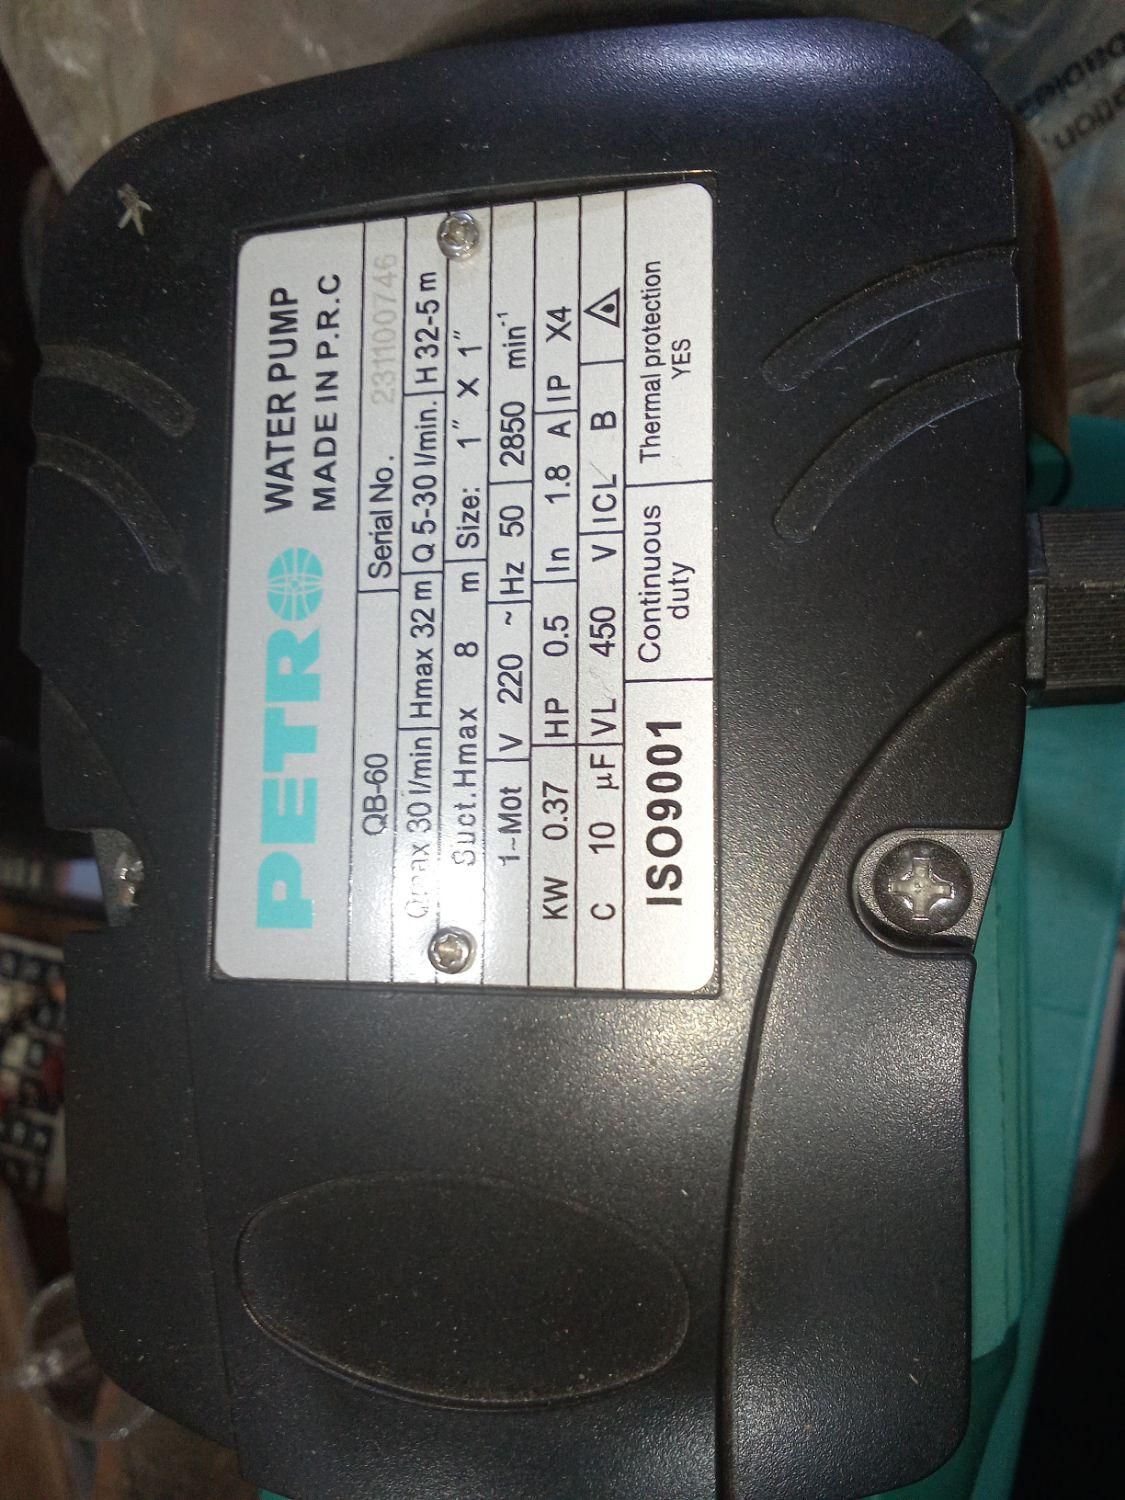 PETRO WATER PUMP
MADE IN P.R.C
QB-60 Serial No. 2311000746
Qmax 30 l/min Hmax 32 m Q 5-30 l/min. H 32-5 m
Suct.Hmax 8 m Size: 1" X 1"
1~Mot V 220 ~ Hz 50 2850 min-1
KW 0.37 HP 0.5 In 1.8 A IP X4
C 10 µF VL 450 V ICL B
ISO9001 Continuous duty Thermal protection YES